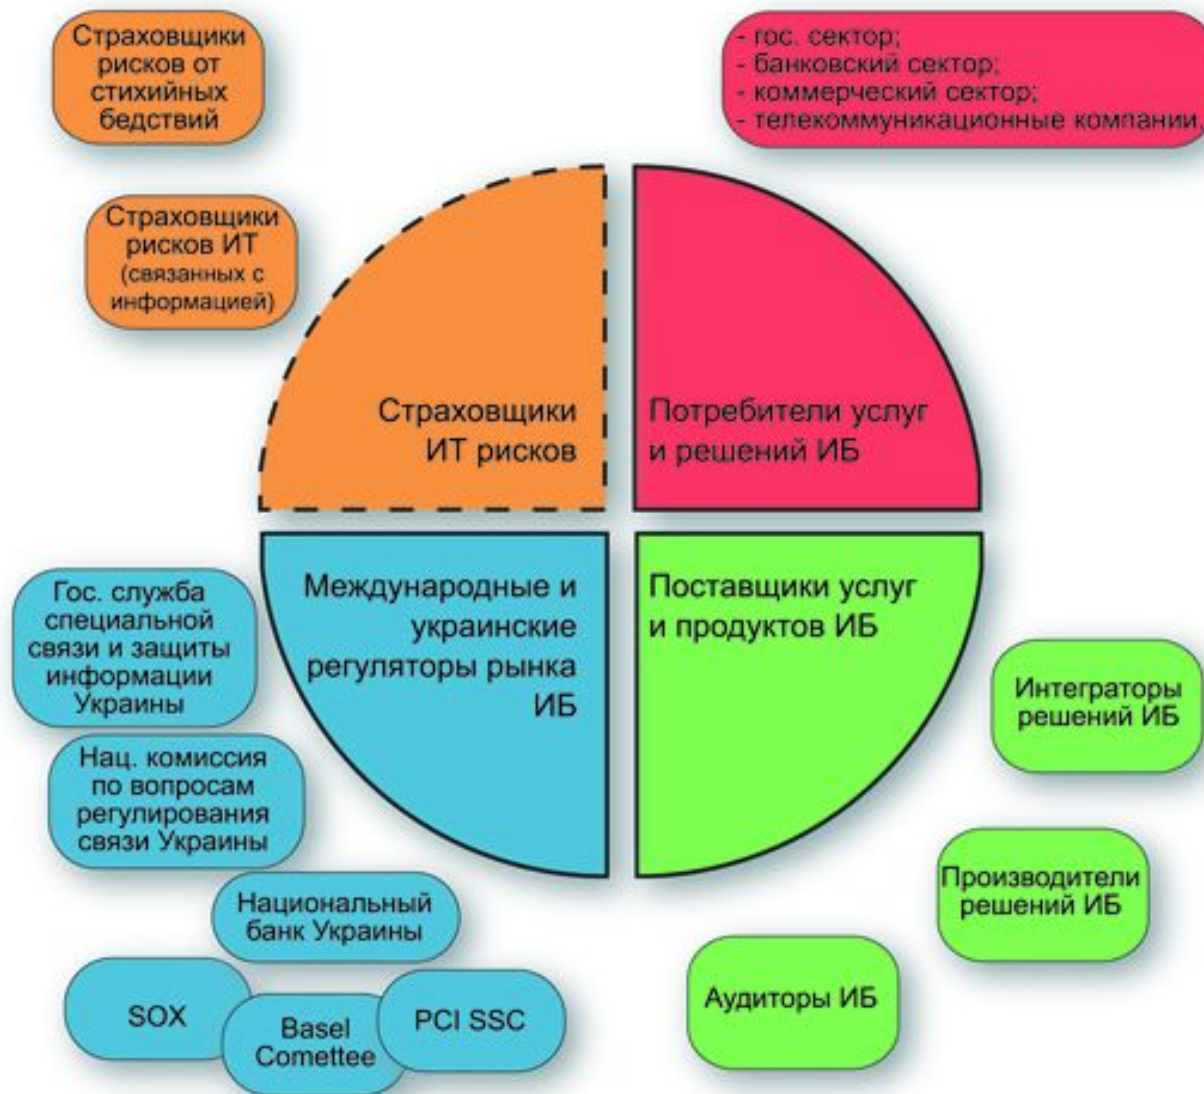 Страховщики
рисков от
стихийных
бедствий
- гос. сектор;
- банковский сектор;
- коммерческий сектор;
- телекоммуникационные компании.
Страховщики
рисков ИТ
(связанных с
информацией)
Страховщики
ИТ рисков
Потребители услуг
и решений ИБ
Международные и
украинские
регуляторы рынка
ИБ
Поставщики услуг
и продуктов ИБ
Гос. служба
специальной
связи и защиты
информации
Украины
Нац. комиссия
по вопросам
регулирования
связи Украины
Национальный
банк Украины
SOX
Basel
Comettee
PCI SSC
Интеграторы
решений ИБ
Производители
решений ИБ
Аудиторы ИБ